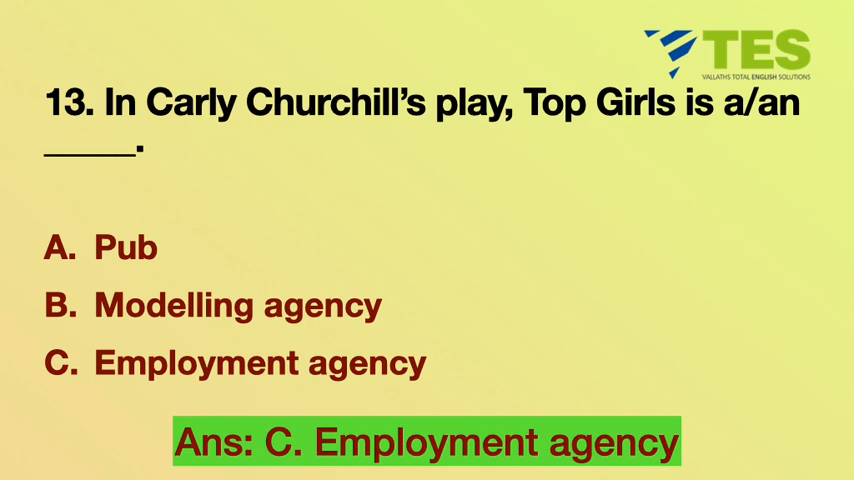 TES
VALLATHS TOTAL ENGLISH SOLUTIONS
13. In Carly Churchill’s play, Top Girls is a/an
_____.
A. Pub
B. Modelling agency
C. Employment agency
Ans: C. Employment agency